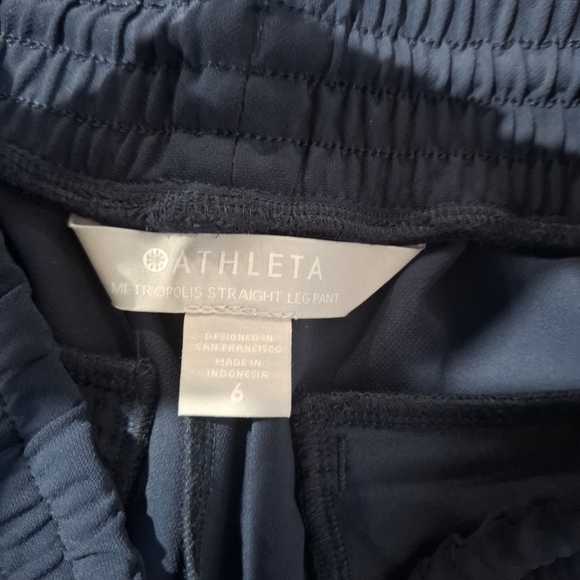 ATHLETA
METROPOLIS STRAIGHT LEG PANT
DESIGNED IN
SAN FRANCISCO
MADE IN
INDONESIA
6